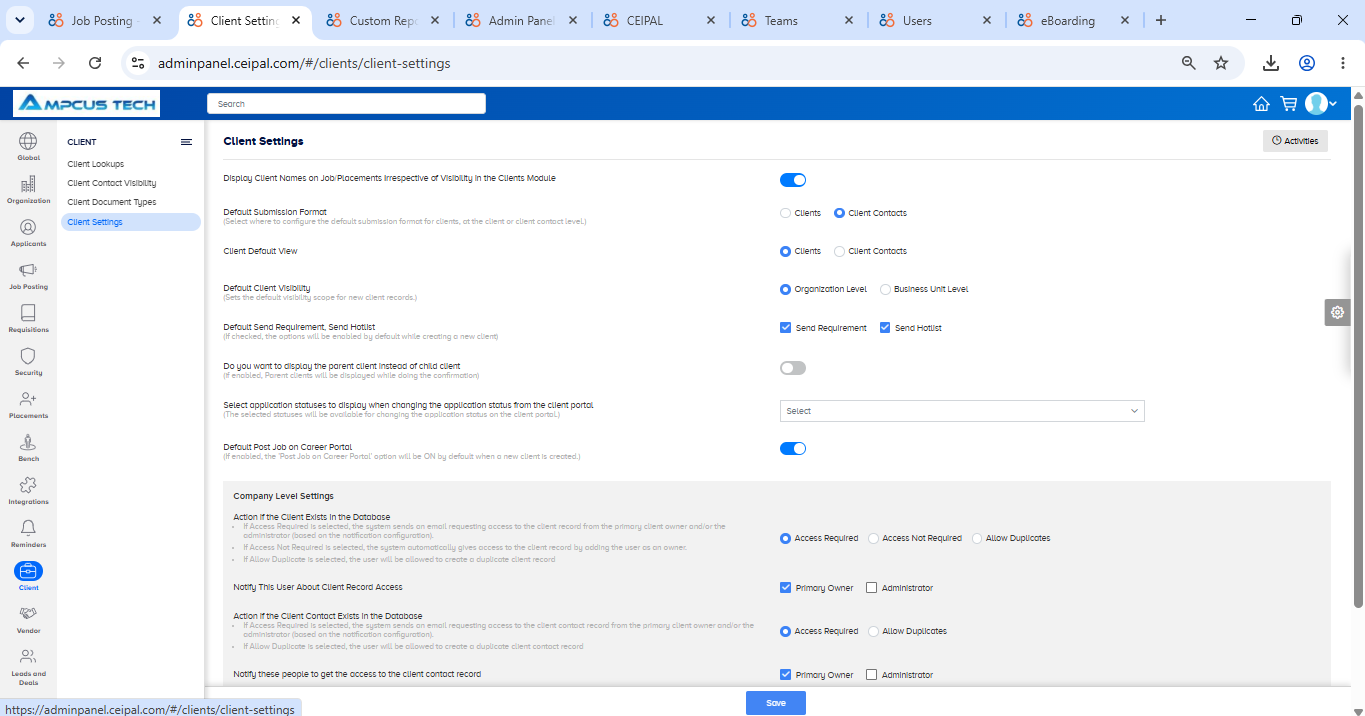 Job Posting -
Client Setting
Custom Repo
Admin Panel
CEIPAL
Teams
Users
eBoarding
adminpanel.ceipal.com/#/clients/client-settings
AMPCUS TECH
Search
Global
Organization
Applicants
Job Posting
Requisitions
Security
Placements
Bench
Integrations
Reminders
Client
Vendor
Leads and
Deals
CLIENT
Client Lookups
Client Contact Visibility
Client Document Types
Client Settings
Client Settings
Activities
Display Client Names on Job/Placements Irrespective of Visibility in the Clients Module
Default Submission Format
Clients Client Contacts
(Select where to configure the default submission format for clients, at the client or client contact level.)
Client Default View
Clients Client Contacts
Default Client Visibility
Organization Level Business Unit Level
(Sets the default visibility scope for new client records.)
Default Send Requirement, Send Hotlist
Send Requirement Send Hotlist
(If checked, the options will be enabled by default while creating a new client)
Do you want to display the parent client instead of child client
(If enabled, Parent clients will be displayed while doing the confirmation)
Select application statuses to display when changing the application status from the client portal
Select
(The selected statuses will be available for changing the application status on the client portal.)
Default Post Job on Career Portal
(If enabled, the 'Post Job on Career Portal' option will be ON by default when a new client is created.)
Company Level Settings
Action if the Client Exists in the Database
• If Access Required is selected, the system sends an email requesting access to the client record from the primary client owner and/or the
administrator (based on the notification configuration).
• If Access Not Required is selected, the system automatically gives access to the client record by adding the user as an owner.
• If Allow Duplicate is selected, the user will be allowed to create a duplicate client record
Access Required Access Not Required Allow Duplicates
Notify This User About Client Record Access
Primary Owner Administrator
Action if the Client Contact Exists in the Database
• If Access Required is selected, the system sends an email requesting access to the client contact record from the primary client owner and/or the
administrator (based on the notification configuration).
• If Allow Duplicate is selected, the user will be allowed to create a duplicate client contact record
Access Required Allow Duplicates
Notify these people to get the access to the client contact record
Primary Owner Administrator
Save
https://adminpanel.ceipal.com/#/clients/client-settings